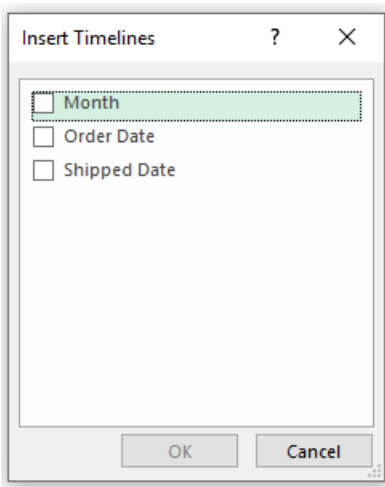 Insert Timelines ?
Month
Order Date
Shipped Date
OK Cancel